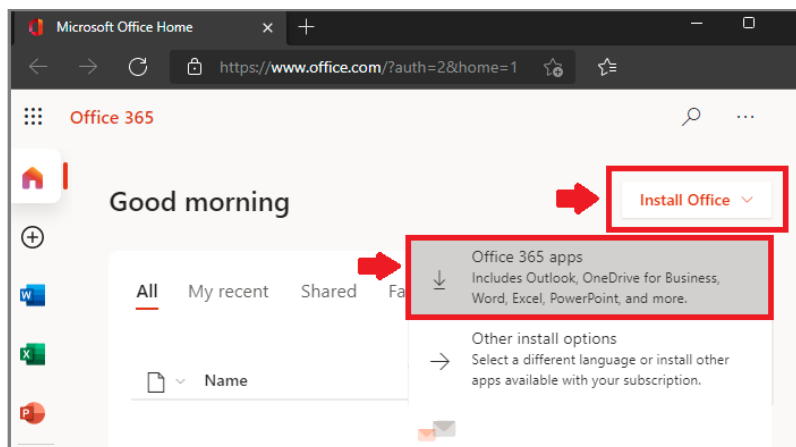 Microsoft Office Home
https://www.office.com/?auth=2&home=1
Office 365
Good morning
Install Office
Office 365 apps
Includes Outlook, OneDrive for Business,
Word, Excel, PowerPoint, and more.
All My recent Shared Fa
Other install options
Select a different language or install other
apps available with your subscription.
Name